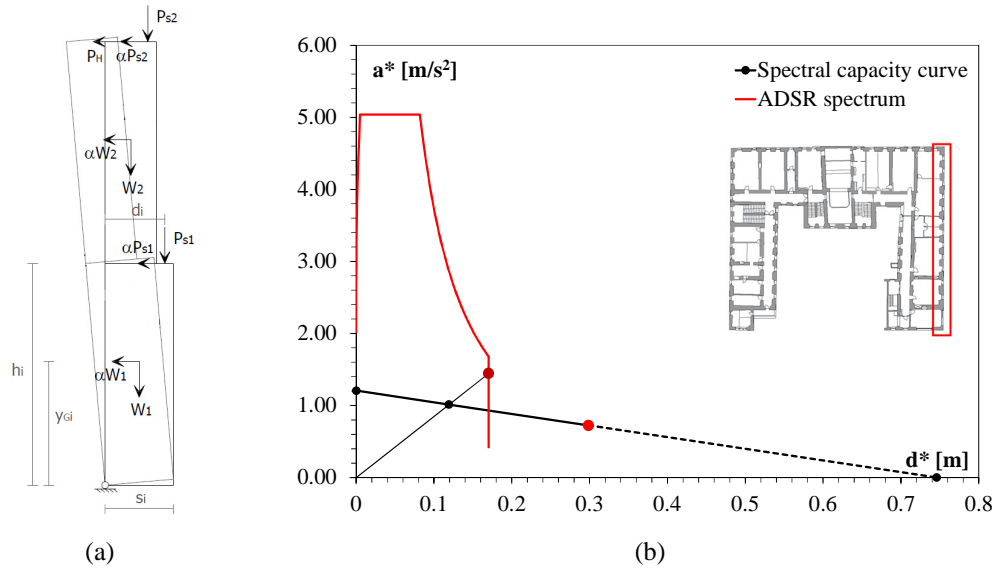 Ps2
PH αPs2
αW2
W2
di
Ps1
αPs1
hi
αW1
yGi
W1
si
(a)
6.00
a* [m/s²]
5.00
4.00
3.00
2.00
1.00
0.00
Spectral capacity curve
ADSR spectrum
d* [m]
0 0.1 0.2 0.3 0.4 0.5 0.6 0.7 0.8
(b)